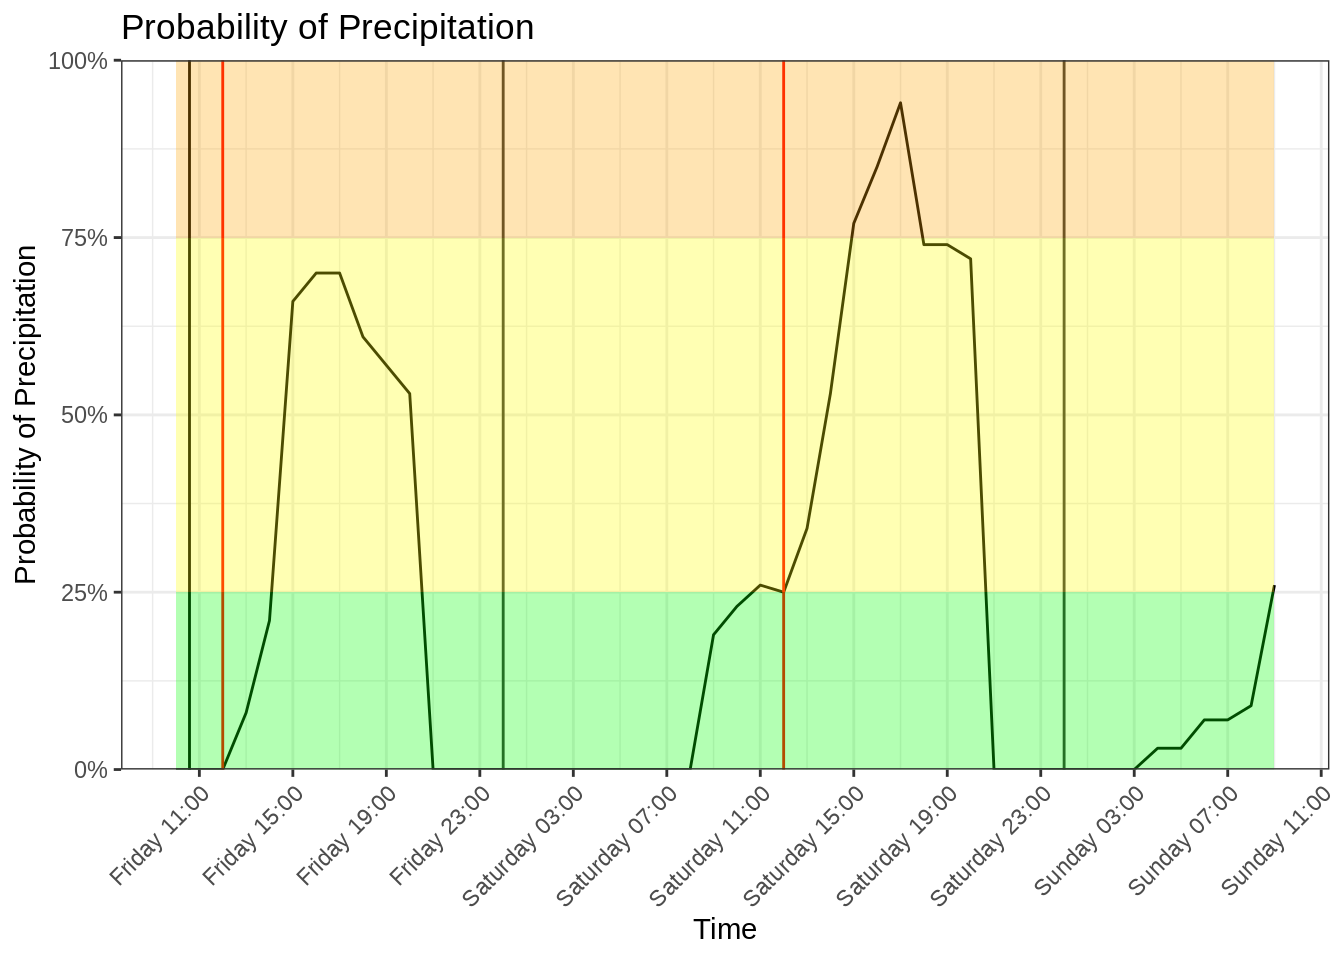 Probability of Precipitation
Probability of Precipitation
100%
75%
50%
25%
0%
Friday 11:00
Friday 15:00
Friday 19:00
Friday 23:00
Saturday 03:00
Saturday 07:00
Saturday 11:00
Saturday 15:00
Saturday 19:00
Saturday 23:00
Sunday 03:00
Sunday 07:00
Sunday 11:00
Time